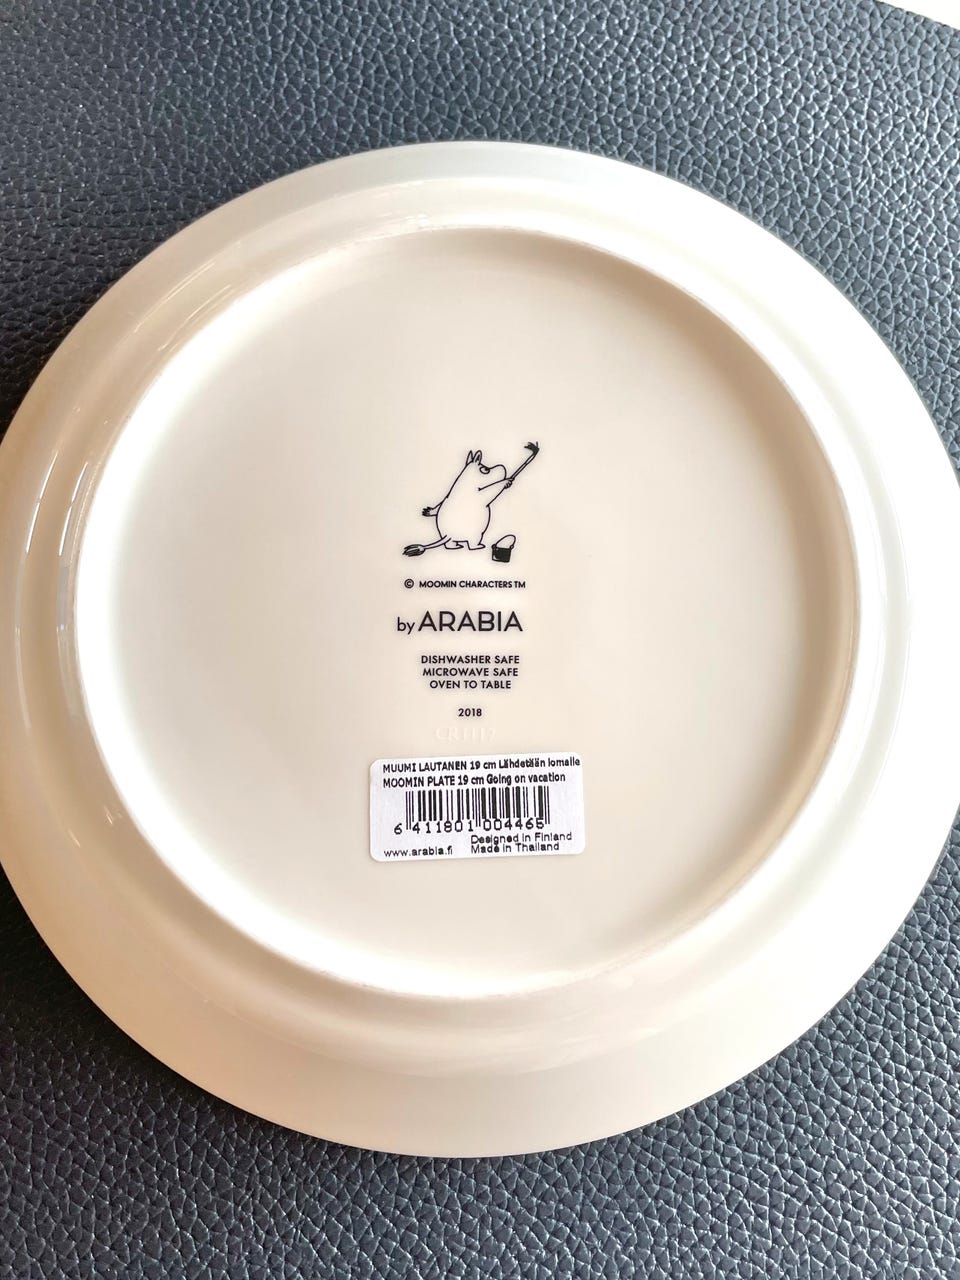 © MOOMIN CHARACTERS TM
by ARABIA
DISHWASHER SAFE
MICROWAVE SAFE
OVEN TO TABLE
2018
MUUMI LAUTANEN 19 cm Lähdetään lomalle
MOOMIN PLATE 19 cm Going on vacation
6 411801 004465
Designed in Finland
www.arabia.fi Made in Thailand